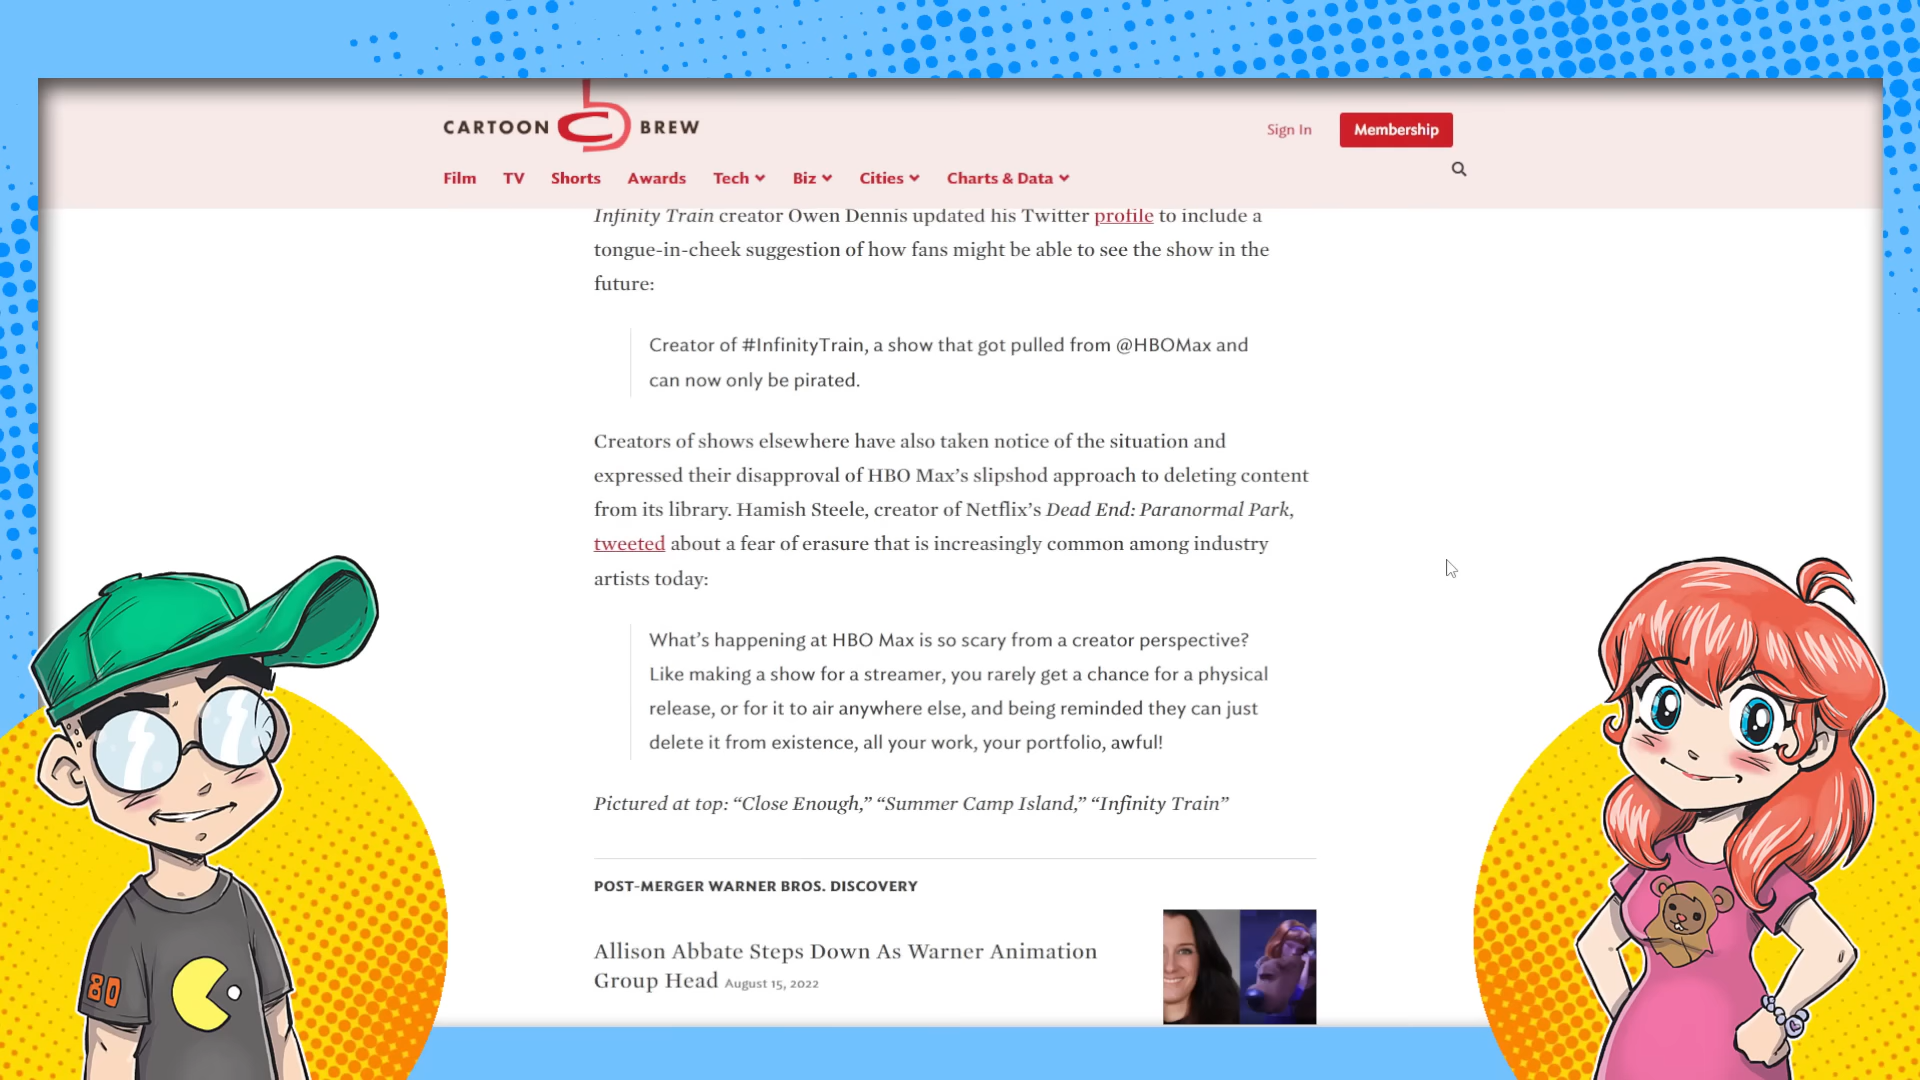 CARTOON BREW
Sign In
Membership
Film TV Shorts Awards Tech Biz Cities Charts & Data
Infinity Train creator Owen Dennis updated his Twitter profile to include a
tongue-in-cheek suggestion of how fans might be able to see the show in the
future:
Creator of #InfinityTrain, a show that got pulled from @HBOMax and
can now only be pirated.
Creators of shows elsewhere have also taken notice of the situation and
expressed their disapproval of HBO Max’s slipshod approach to deleting content
from its library. Hamish Steele, creator of Netflix’s Dead End: Paranormal Park,
tweeted about a fear of erasure that is increasingly common among industry
artists today:
What’s happening at HBO Max is so scary from a creator perspective?
Like making a show for a streamer, you rarely get a chance for a physical
release, or for it to air anywhere else, and being reminded they can just
delete it from existence, all your work, your portfolio, awful!
Pictured at top: “Close Enough,” “Summer Camp Island,” “Infinity Train”
POST-MERGER WARNER BROS. DISCOVERY
Allison Abbate Steps Down As Warner Animation
Group Head August 15, 2022
80